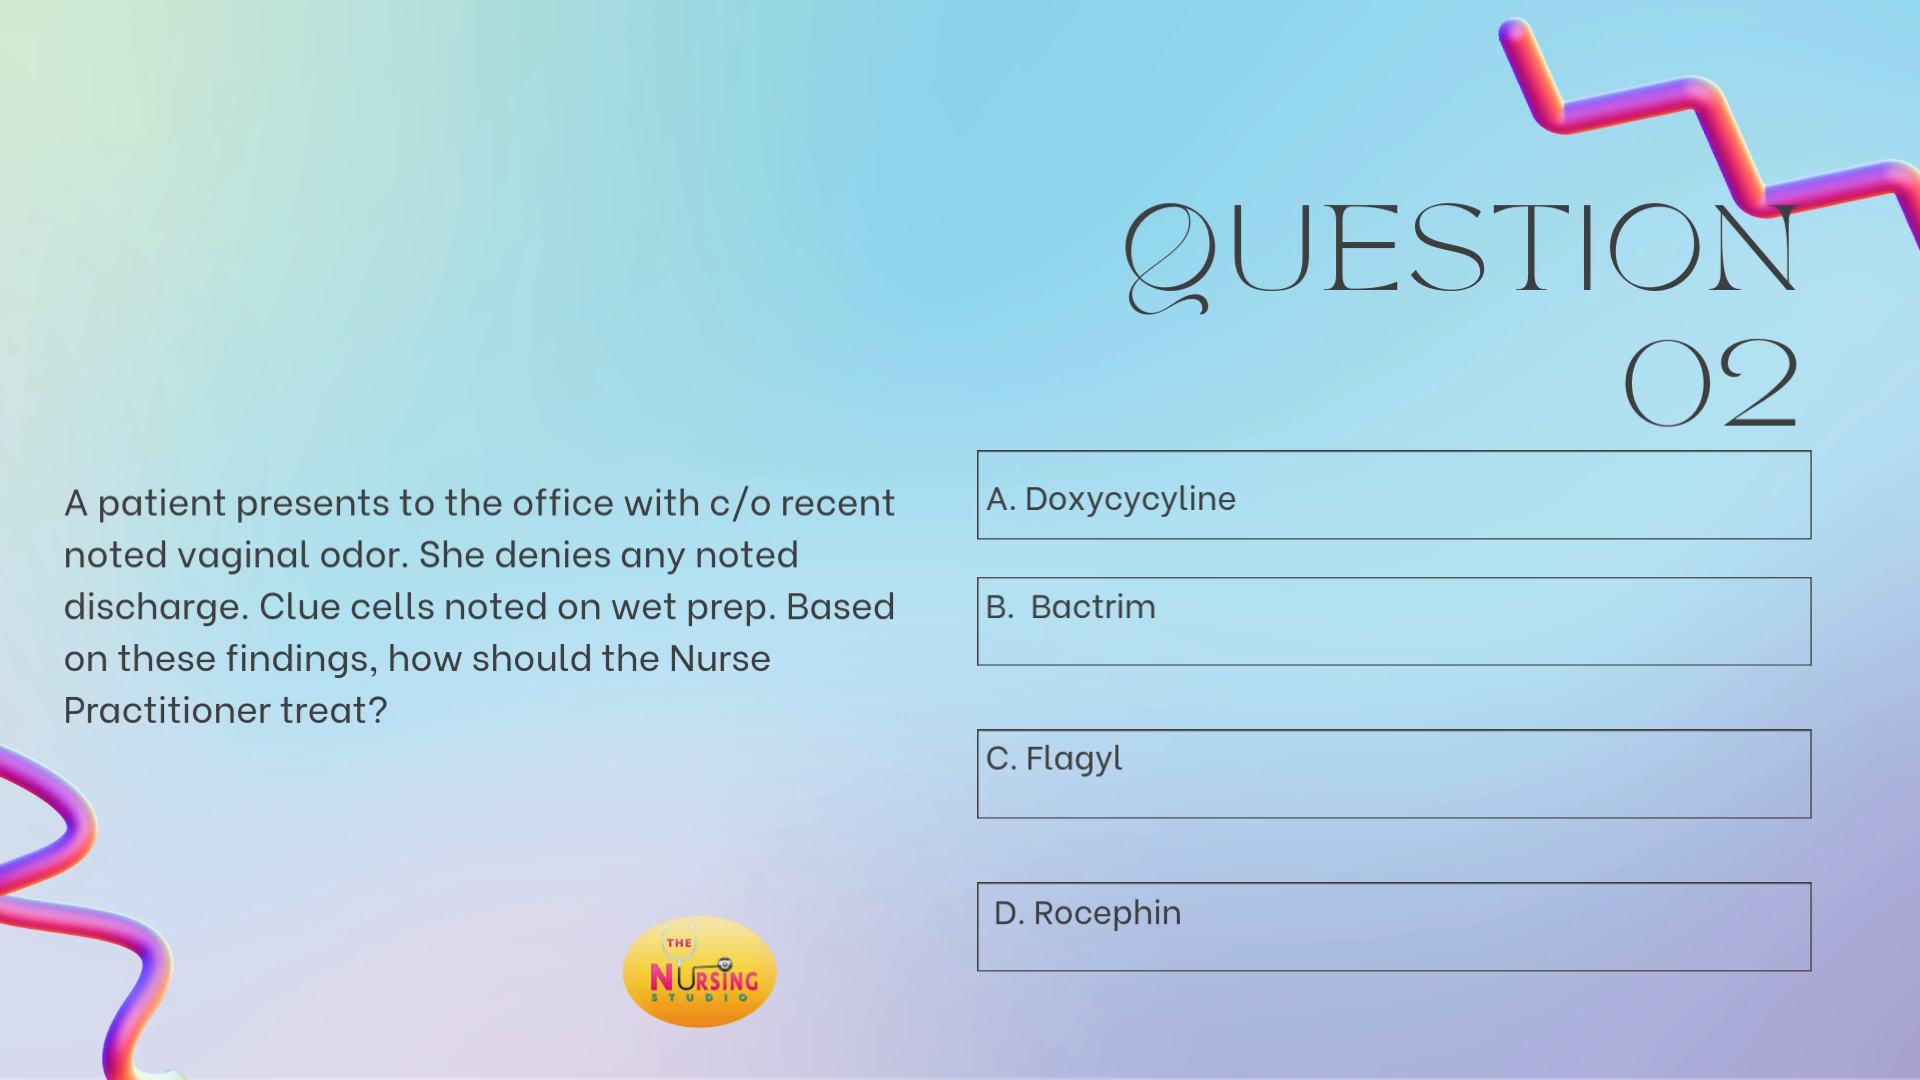 QUESTION
02
A patient presents to the office with c/o recent
noted vaginal odor. She denies any noted
discharge. Clue cells noted on wet prep. Based
on these findings, how should the Nurse
Practitioner treat?
A. Doxycycyline
B. Bactrim
C. Flagyl
D. Rocephin
THE
NURSING
STUDIO